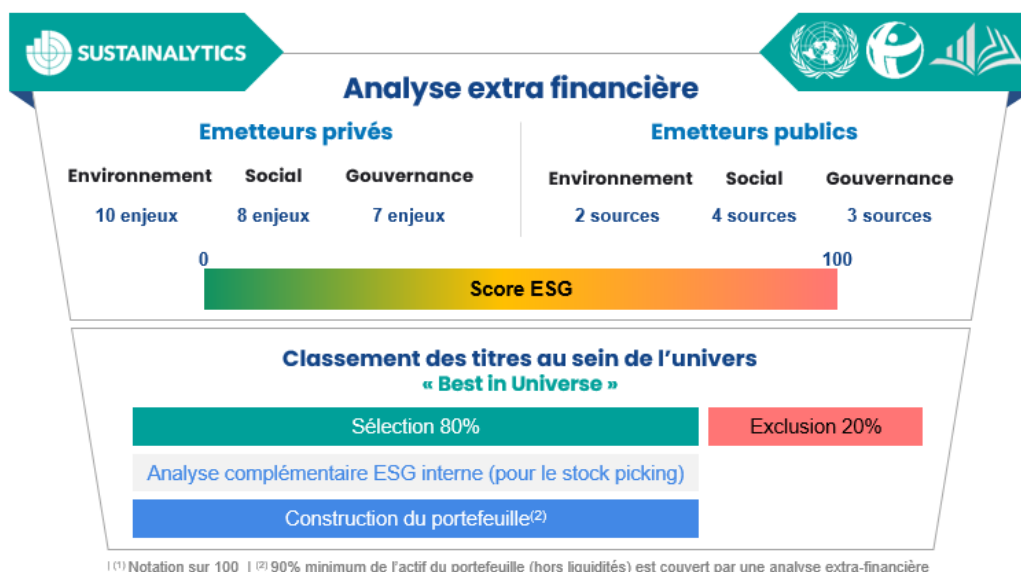 SUSTAINALYTICS
Analyse extra financière
Emetteurs privés
Emetteurs publics
Environnement Social Gouvernance
Environnement Social Gouvernance
10 enjeux 8 enjeux 7 enjeux
2 sources 4 sources 3 sources
0 100
Score ESG
Classement des titres au sein de l'univers
« Best in Universe »
Sélection 80% Exclusion 20%
Analyse complémentaire ESG interne (pour le stock picking)
Construction du portefeuille(2)
| (1) Notation sur 100 | (2) 90% minimum de l'actif du portefeuille (hors liquidités) est couvert par une analyse extra-financière